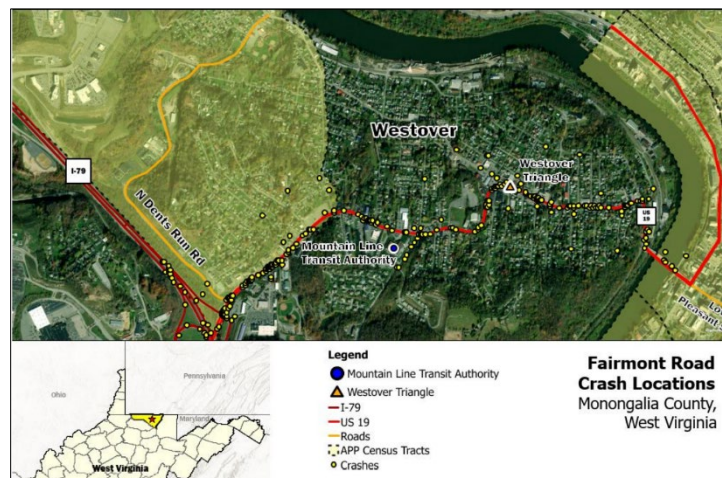 Westover
Westover
Triangle
I-79
N Dents Run Rd
US
19
Mountain Line
Transit Authority
Pleasant
Ohio
Pennsylvania
Maryland
West Virginia
Legend
Mountain Line Transit Authority
Westover Triangle
I-79
US 19
Roads
APP Census Tracts
Crashes
Fairmont Road
Crash Locations
Monongalia County,
West Virginia